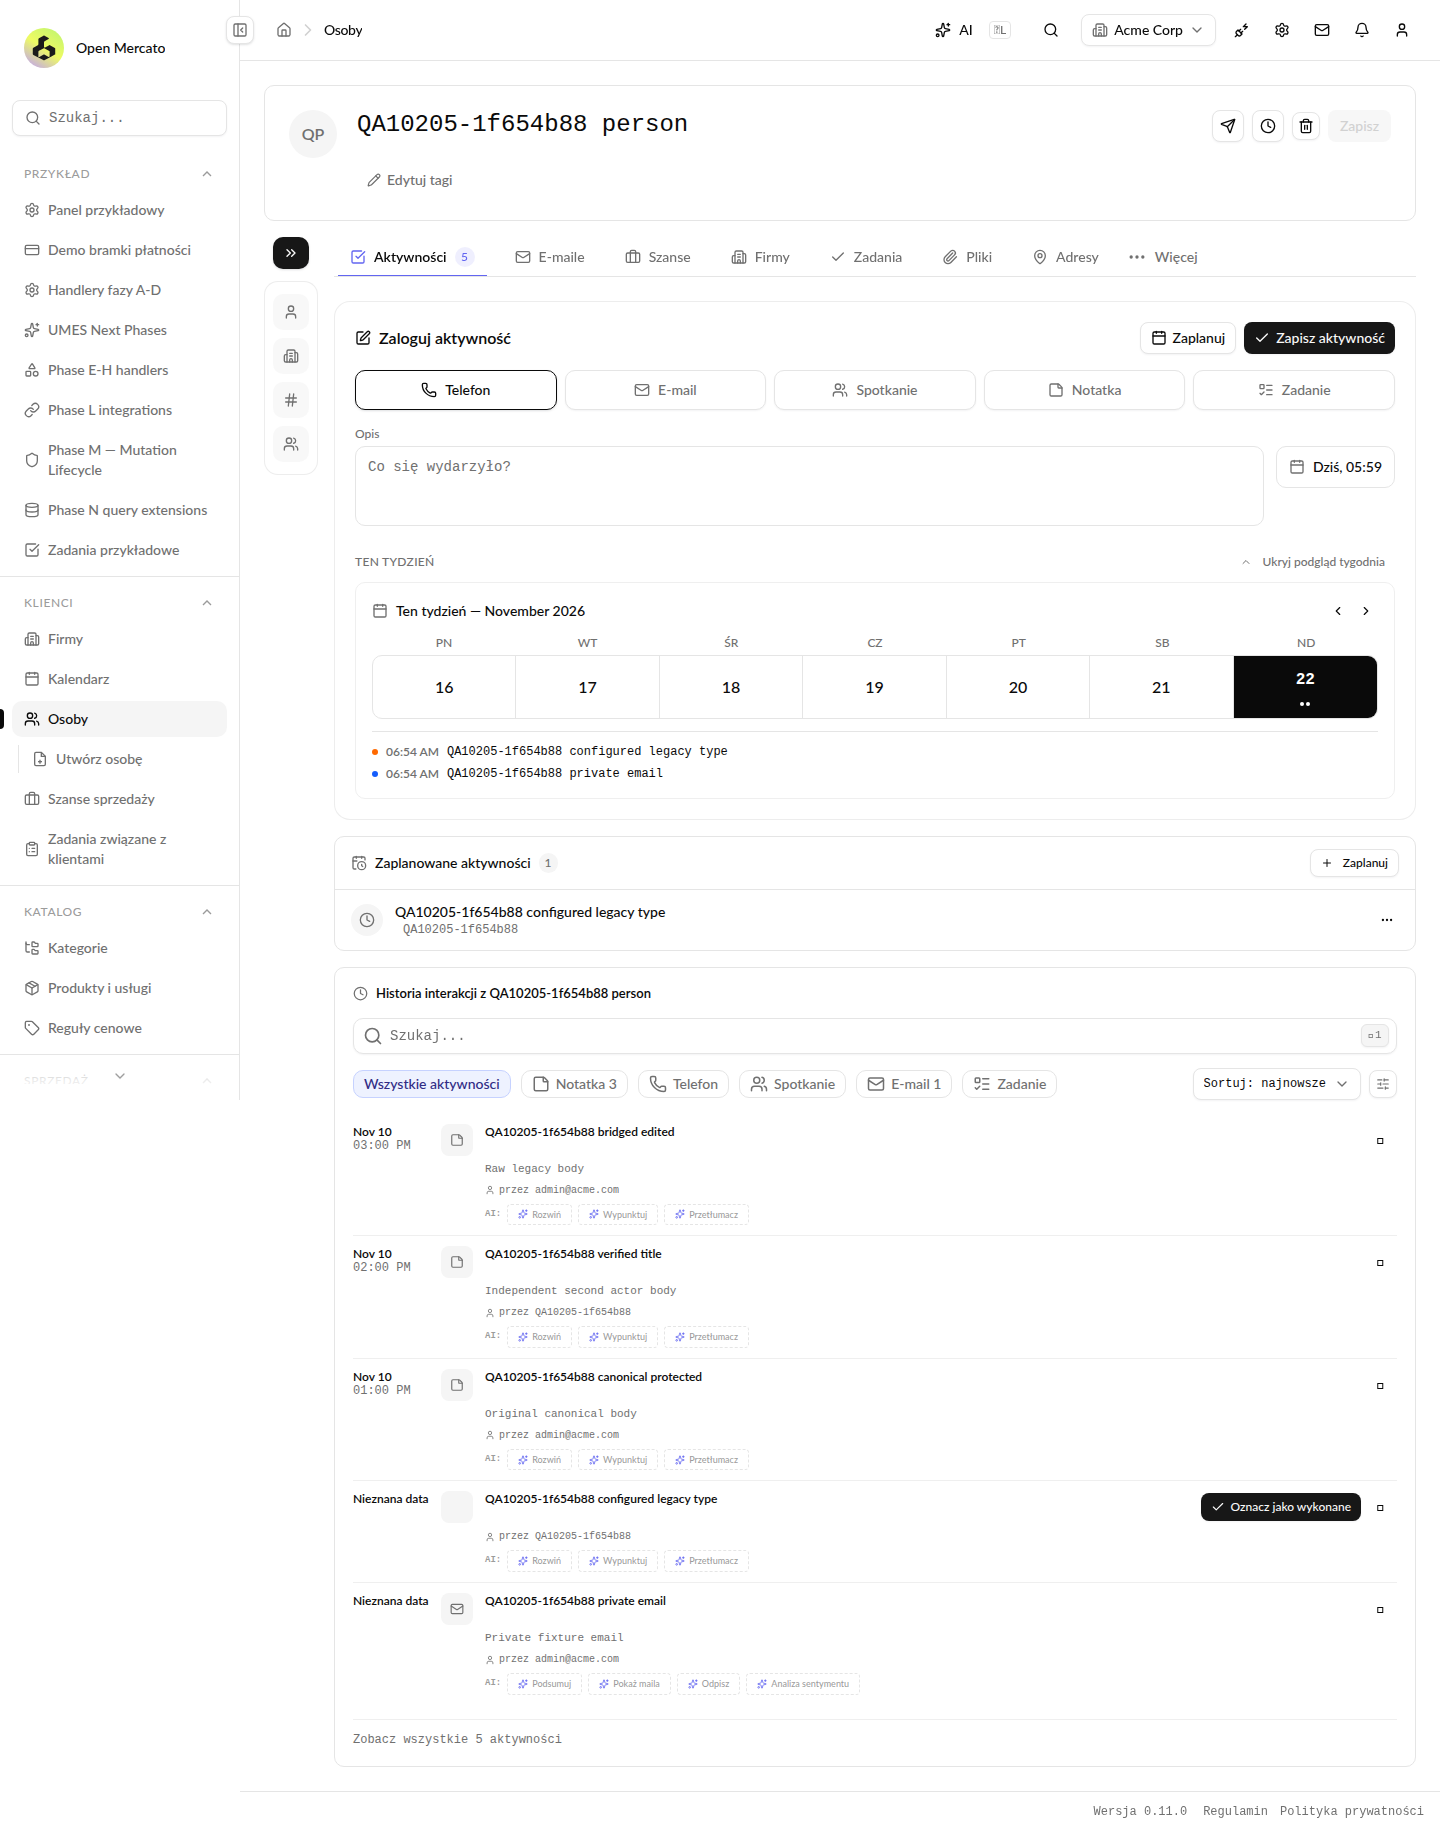 Open Mercato
Szukaj...
PRZYKŁAD
Panel przykładowy
Demo bramki płatności
Handlery fazy A-D
UMES Next Phases
Phase E-H handlers
Phase L integrations
Phase M — Mutation
Lifecycle
Phase N query extensions
Zadania przykładowe
KLIENCI
Firmy
Kalendarz
Osoby
Utwórz osobę
Szanse sprzedaży
Zadania związane z
klientami
KATALOG
Kategorie
Produkty i usługi
Reguły cenowe
SPRZEDAŻ
Osoby
AI
L
Acme Corp
QP
QA10205-1f654b88 person
Edytuj tagi
Zapisz
Aktywności 5
E-maile
Szanse
Firmy
Zadania
Pliki
Adresy
Więcej
Zaloguj aktywność
Zaplanuj
Zapisz aktywność
Telefon
E-mail
Spotkanie
Notatka
Zadanie
Opis
Co się wydarzyło?
Dziś, 05:59
TEN TYDZIEŃ
Ukryj podgląd tygodnia
Ten tydzień — November 2026
PN WT ŚR CZ PT SB ND
16 17 18 19 20 21 22
06:54 AM QA10205-1f654b88 configured legacy type
06:54 AM QA10205-1f654b88 private email
Zaplanowane aktywności 1
Zaplanuj
QA10205-1f654b88 configured legacy type
QA10205-1f654b88
Historia interakcji z QA10205-1f654b88 person
Szukaj...
1
Wszystkie aktywności
Notatka 3
Telefon
Spotkanie
E-mail 1
Zadanie
Sortuj: najnowsze
Nov 10
03:00 PM
QA10205-1f654b88 bridged edited
Raw legacy body
przez admin@acme.com
AI: Rozwiń Wypunktuj Przetłumacz
Nov 10
02:00 PM
QA10205-1f654b88 verified title
Independent second actor body
przez QA10205-1f654b88
AI: Rozwiń Wypunktuj Przetłumacz
Nov 10
01:00 PM
QA10205-1f654b88 canonical protected
Original canonical body
przez admin@acme.com
AI: Rozwiń Wypunktuj Przetłumacz
Nieznana data
QA10205-1f654b88 configured legacy type
Oznacz jako wykonane
przez QA10205-1f654b88
AI: Rozwiń Wypunktuj Przetłumacz
Nieznana data
QA10205-1f654b88 private email
Private fixture email
przez admin@acme.com
AI: Podsumuj Pokaż maila Odpisz Analiza sentymentu
Zobacz wszystkie 5 aktywności
Wersja 0.11.0 Regulamin Polityka prywatności